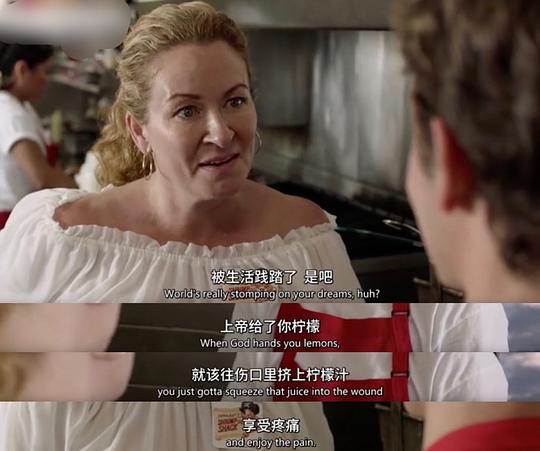 被生活践踏了 是吧
World's really stomping on your dreams, huh?
上帝给了你柠檬
When God hands you lemons,
就该往伤口里挤上柠檬汁
you just gotta squeeze that juice into the wound
SHRIMP
SHACK
享受疼痛
and enjoy the pain.